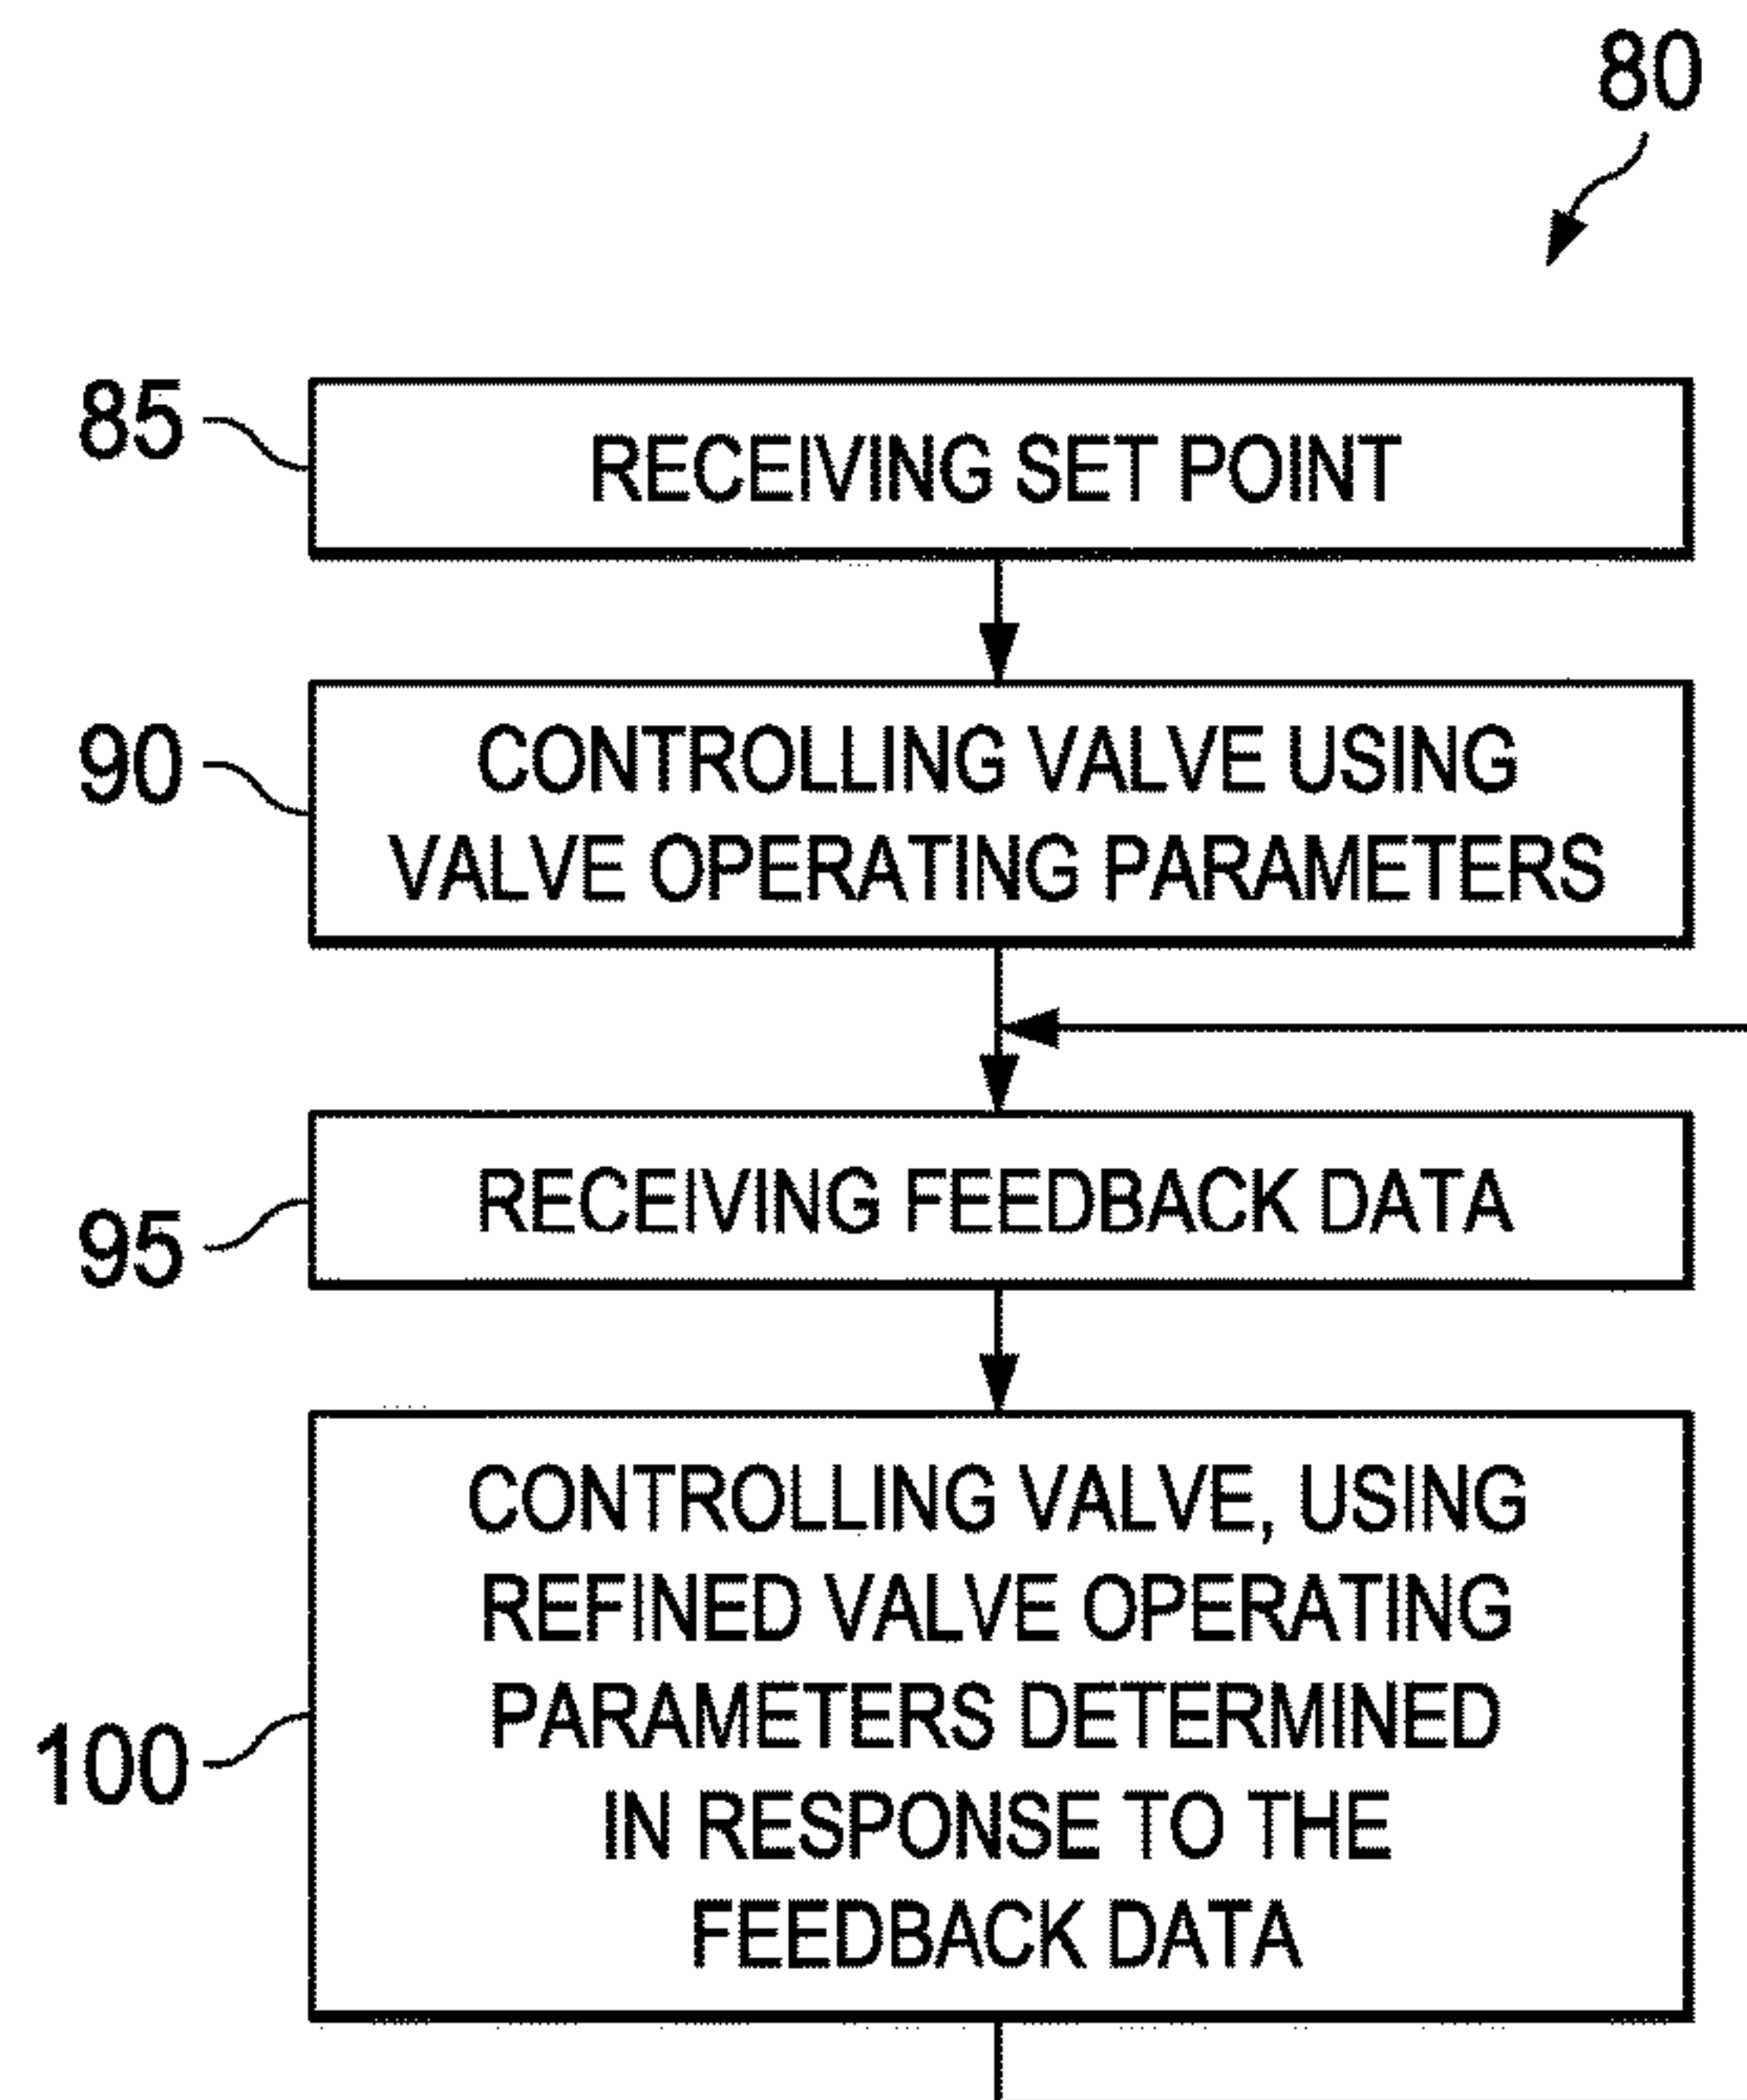 80
85
RECEIVING SET POINT
90
CONTROLLING VALVE USING
VALVE OPERATING PARAMETERS
95
RECEIVING FEEDBACK DATA
100
CONTROLLING VALVE, USING
REFINED VALVE OPERATING
PARAMETERS DETERMINED
IN RESPONSE TO THE
FEEDBACK DATA